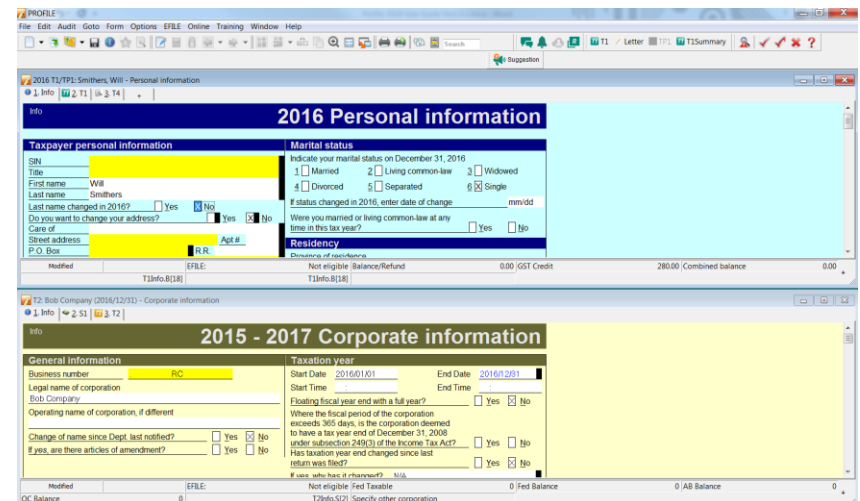 PROFILE
File Edit Audit Goto Form Options EFILE Online Training Window Help
Search
T1 Letter TP1 T1Summary
Suggestion
2016 T1/TP1: Smithers, Will - Personal information
1. Info 2. T1 3. T4 +
Info
2016 Personal information
Taxpayer personal information
SIN
Title
First name Will
Last name Smithers
Last name changed in 2016? Yes X No
Do you want to change your address? Yes X No
Care of
Street address Apt #
P.O. Box R.R.
Marital status
Indicate your marital status on December 31, 2016
1 Married 2 Living common-law 3 Widowed
4 Divorced 5 Separated 6 X Single
If status changed in 2016, enter date of change mm/dd
Were you married or living common-law at any
time in this tax year? Yes No
Residency
Province of residence
Modified EFILE: Not eligible Balance/Refund 0.00 GST Credit 280.00 Combined balance 0.00
T1Info.B[18] T1Info.B[18]
T2: Bob Company (2016/12/31) - Corporate information
1. Info 2. S1 3. T2
Info
2015 - 2017 Corporate information
General information
Business number RC
Legal name of corporation
Bob Company
Operating name of corporation, if different
Change of name since Dept. last notified? Yes X No
If yes, are there articles of amendment? Yes No
Taxation year
Start Date 2016/01/01 End Date 2016/12/31
Start Time : End Time :
Floating fiscal year end with a full year? Yes X No
Where the fiscal period of the corporation
exceeds 365 days, is the corporation deemed
to have a tax year end of December 31, 2008
under subsection 249(3) of the Income Tax Act? Yes No
Has taxation year end changed since last
return was filed? Yes X No
If yes, why has it changed? N/A
Modified EFILE: Not eligible Fed Taxable 0 Fed Balance 0 AB Balance 0
QC Balance 0 T2Info.S[2] Specify other corporation